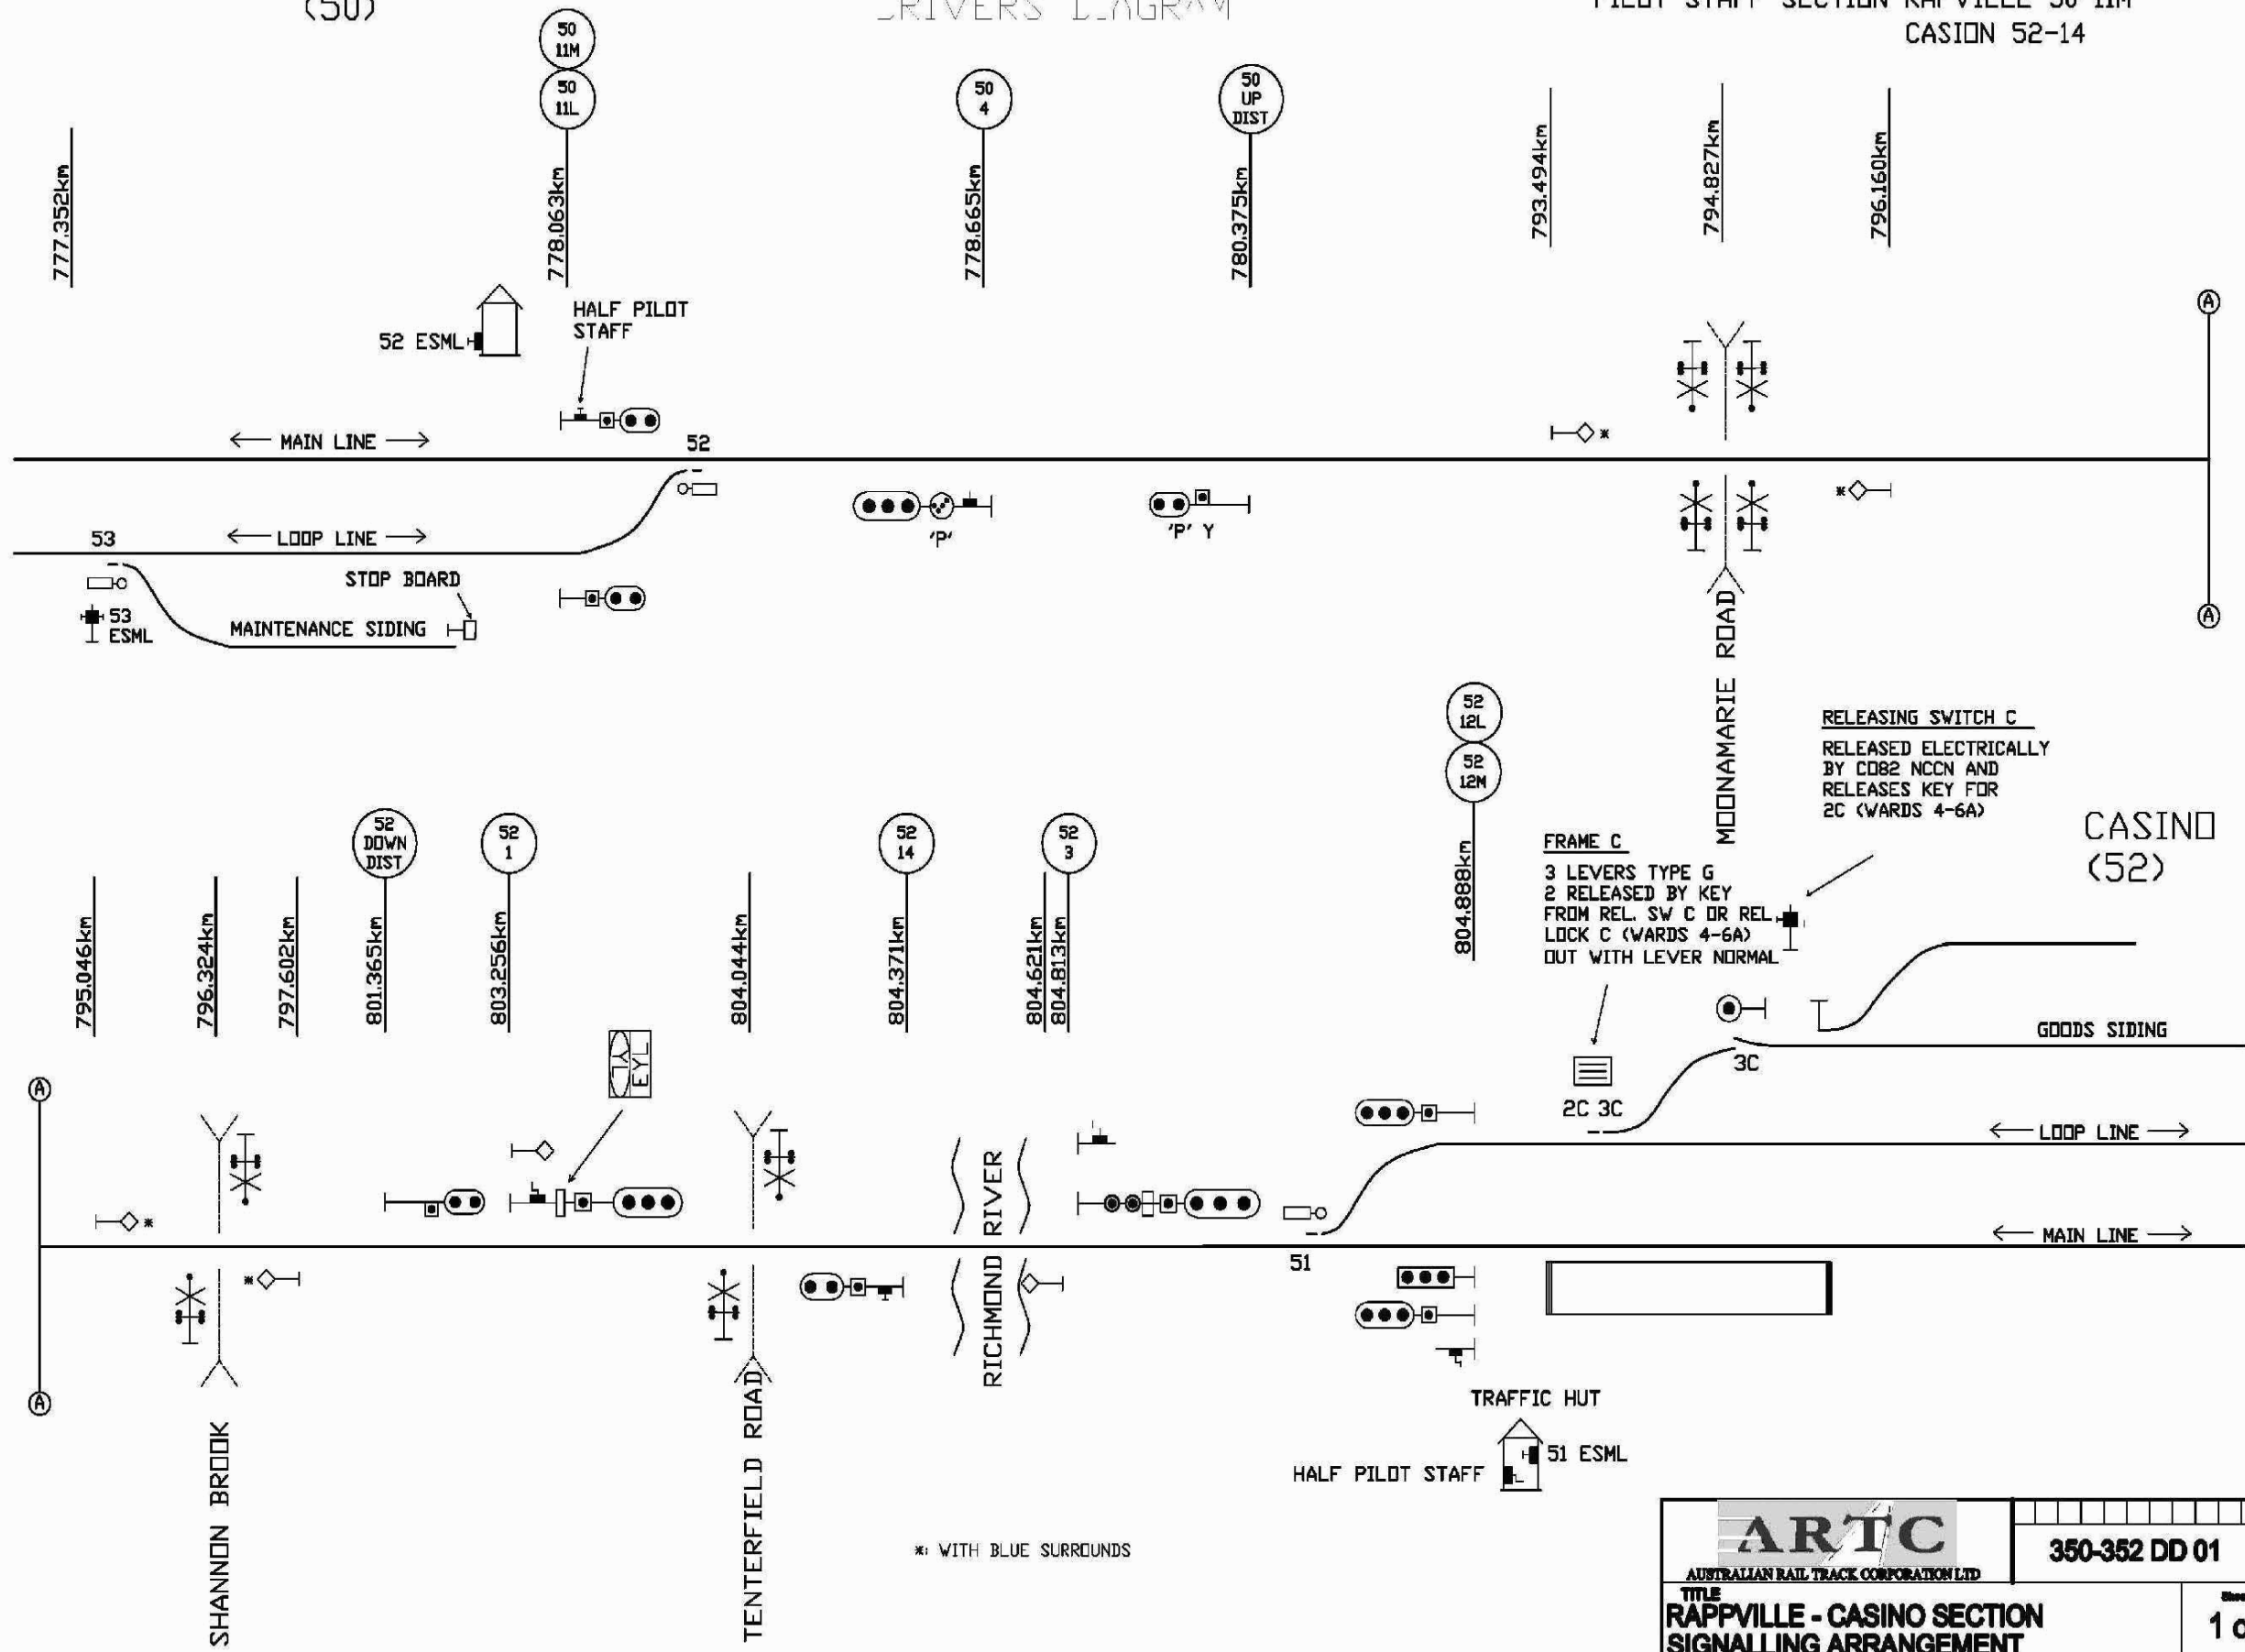 (50)
DRIVERS DIAGRAM
PILOT STAFF SECTION RAPPVILLE 50-11M
CASION 52-14
50
11M
50
11L
50
4
50
UP
DIST
777.352km
778.063km
778.665km
780.375km
793.494km
794.827km
796.160km
52 ESML
HALF PILOT
STAFF
A
← MAIN LINE →
52
*
*
'P'
'P' Y
53
← LOOP LINE →
STOP BOARD
53
ESML
MAINTENANCE SIDING
A
MOONAMARIE ROAD
52
12L
52
12M
804.888km
RELEASING SWITCH C
RELEASED ELECTRICALLY
BY CO82 NCCN AND
RELEASES KEY FOR
2C (WARDS 4-6A)
CASINO
(52)
FRAME C
3 LEVERS TYPE G
2 RELEASED BY KEY
FROM REL. SW C OR REL
LOCK C (WARDS 4-6A)
OUT WITH LEVER NORMAL
52
DOWN
DIST
52
1
52
14
52
3
795.046km
796.324km
797.602km
801.365km
803.256km
804.044km
804.371km
804.621km
804.813km
YL
EYL
GOODS SIDING
3C
2C 3C
A
← LOOP LINE →
RICHMOND RIVER
*
← MAIN LINE →
51
*
A
TRAFFIC HUT
51 ESML
HALF PILOT STAFF
SHANNON BROOK
TENTERFIELD ROAD
*: WITH BLUE SURROUNDS
ARTC
AUSTRALIAN RAIL TRACK CORPORATION LTD
350-352 DD 01
TITLE
RAPPVILLE - CASINO SECTION
SIGNALLING ARRANGEMENT
1